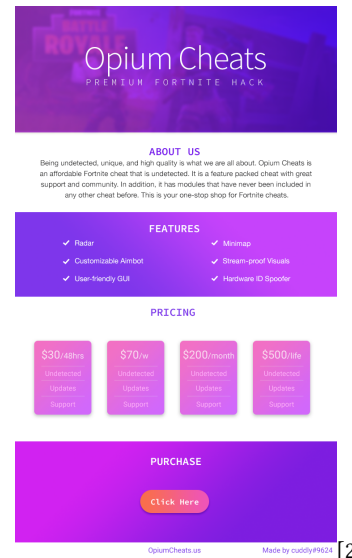 BATTLE
ROYALE
Opium Cheats
PREMIUM FORTNITE HACK
ABOUT US
Being undetected, unique, and high quality is what we are all about. Opium Cheats is
an affordable Fortnite cheat that is undetected. It is a feature packed cheat with great
support and community. In addition, it has modules that have never been included in
any other cheat before. This is your one-stop shop for Fortnite cheats.
FEATURES
Radar
Minimap
Customizable Aimbot
Stream-proof Visuals
User-friendly GUI
Hardware ID Spoofer
PRICING
$30/48hrs $70/w $200/month $500/life
Undetected Undetected Undetected Undetected
Updates Updates Updates Updates
Support Support Support Support
PURCHASE
Click Here
OpiumCheats.us Made by cuddly#9624